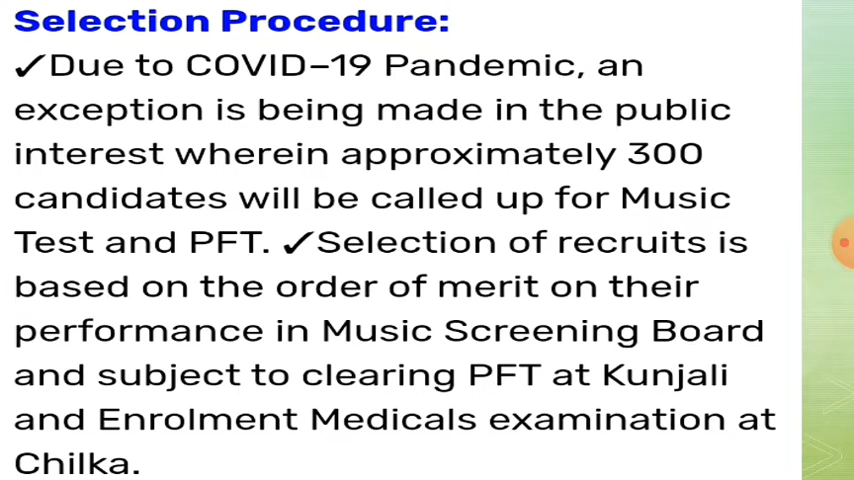 Selection Procedure:
✓Due to COVID–19 Pandemic, an
exception is being made in the public
interest wherein approximately 300
candidates will be called up for Music
Test and PFT. ✓Selection of recruits is
based on the order of merit on their
performance in Music Screening Board
and subject to clearing PFT at Kunjali
and Enrolment Medicals examination at
Chilka.